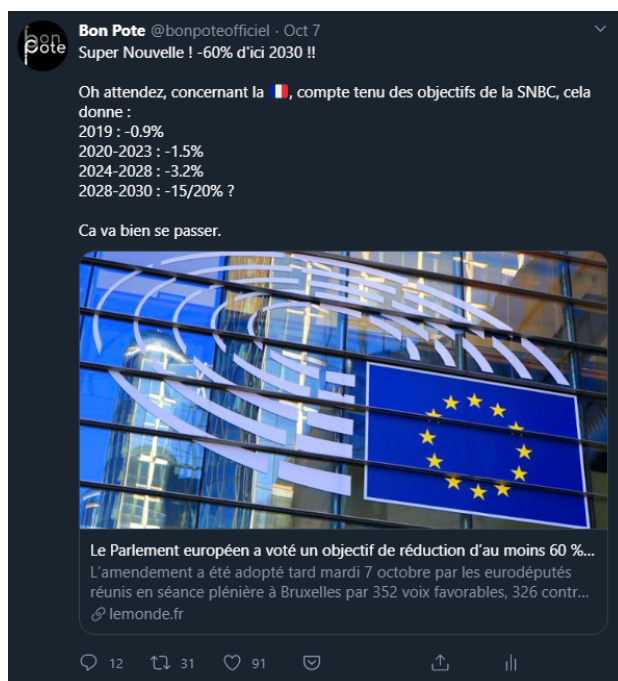 bon
pote
Bon Pote @bonpoteofficiel · Oct 7
Super Nouvelle ! -60% d'ici 2030 !!
Oh attendez, concernant la 🇫🇷, compte tenu des objectifs de la SNBC, cela
donne :
2019 : -0.9%
2020-2023 : -1.5%
2024-2028 : -3.2%
2028-2030 : -15/20% ?
Ca va bien se passer.
Le Parlement européen a voté un objectif de réduction d'au moins 60 %...
L'amendement a été adopté tard mardi 7 octobre par les eurodéputés
réunis en séance plénière à Bruxelles par 352 voix favorables, 326 contr...
lemonde.fr
12 31 91